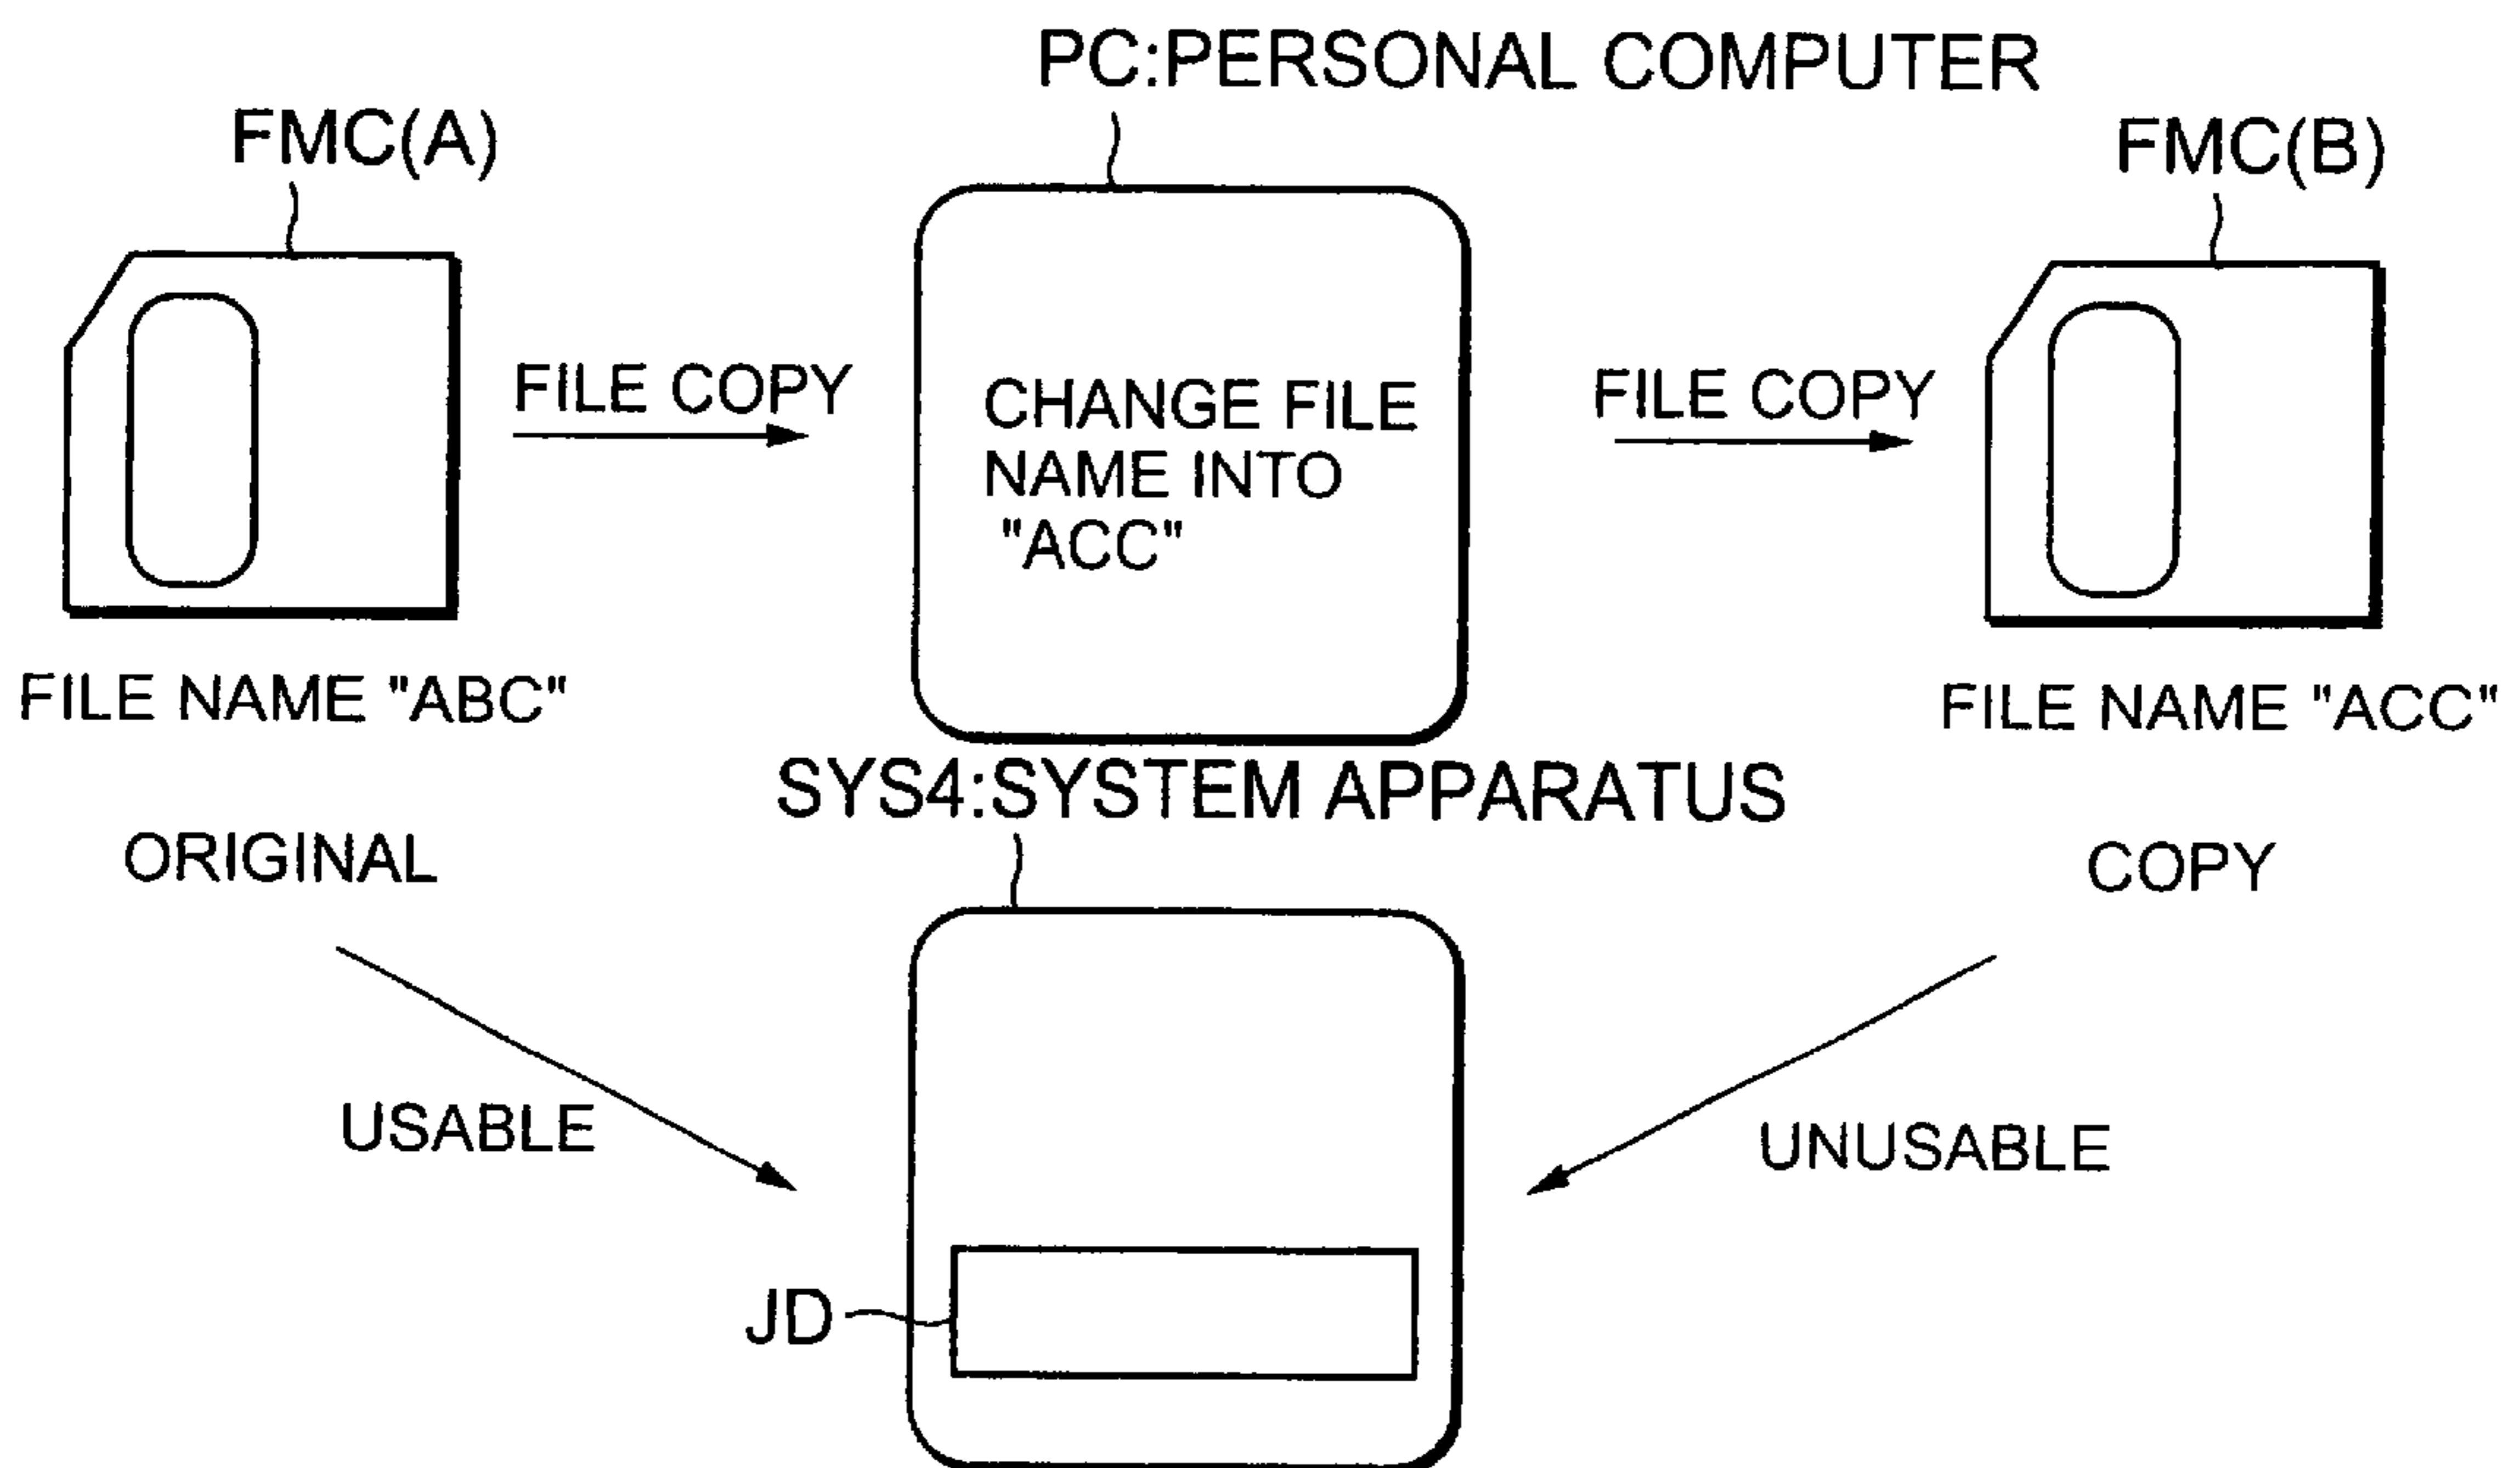 PC:PERSONAL COMPUTER
FMC(A)
FMC(B)
FILE COPY
CHANGE FILE
NAME INTO
"ACC"
FILE COPY
FILE NAME "ABC"
FILE NAME "ACC"
SYS4:SYSTEM APPARATUS
ORIGINAL
COPY
USABLE
UNUSABLE
JD